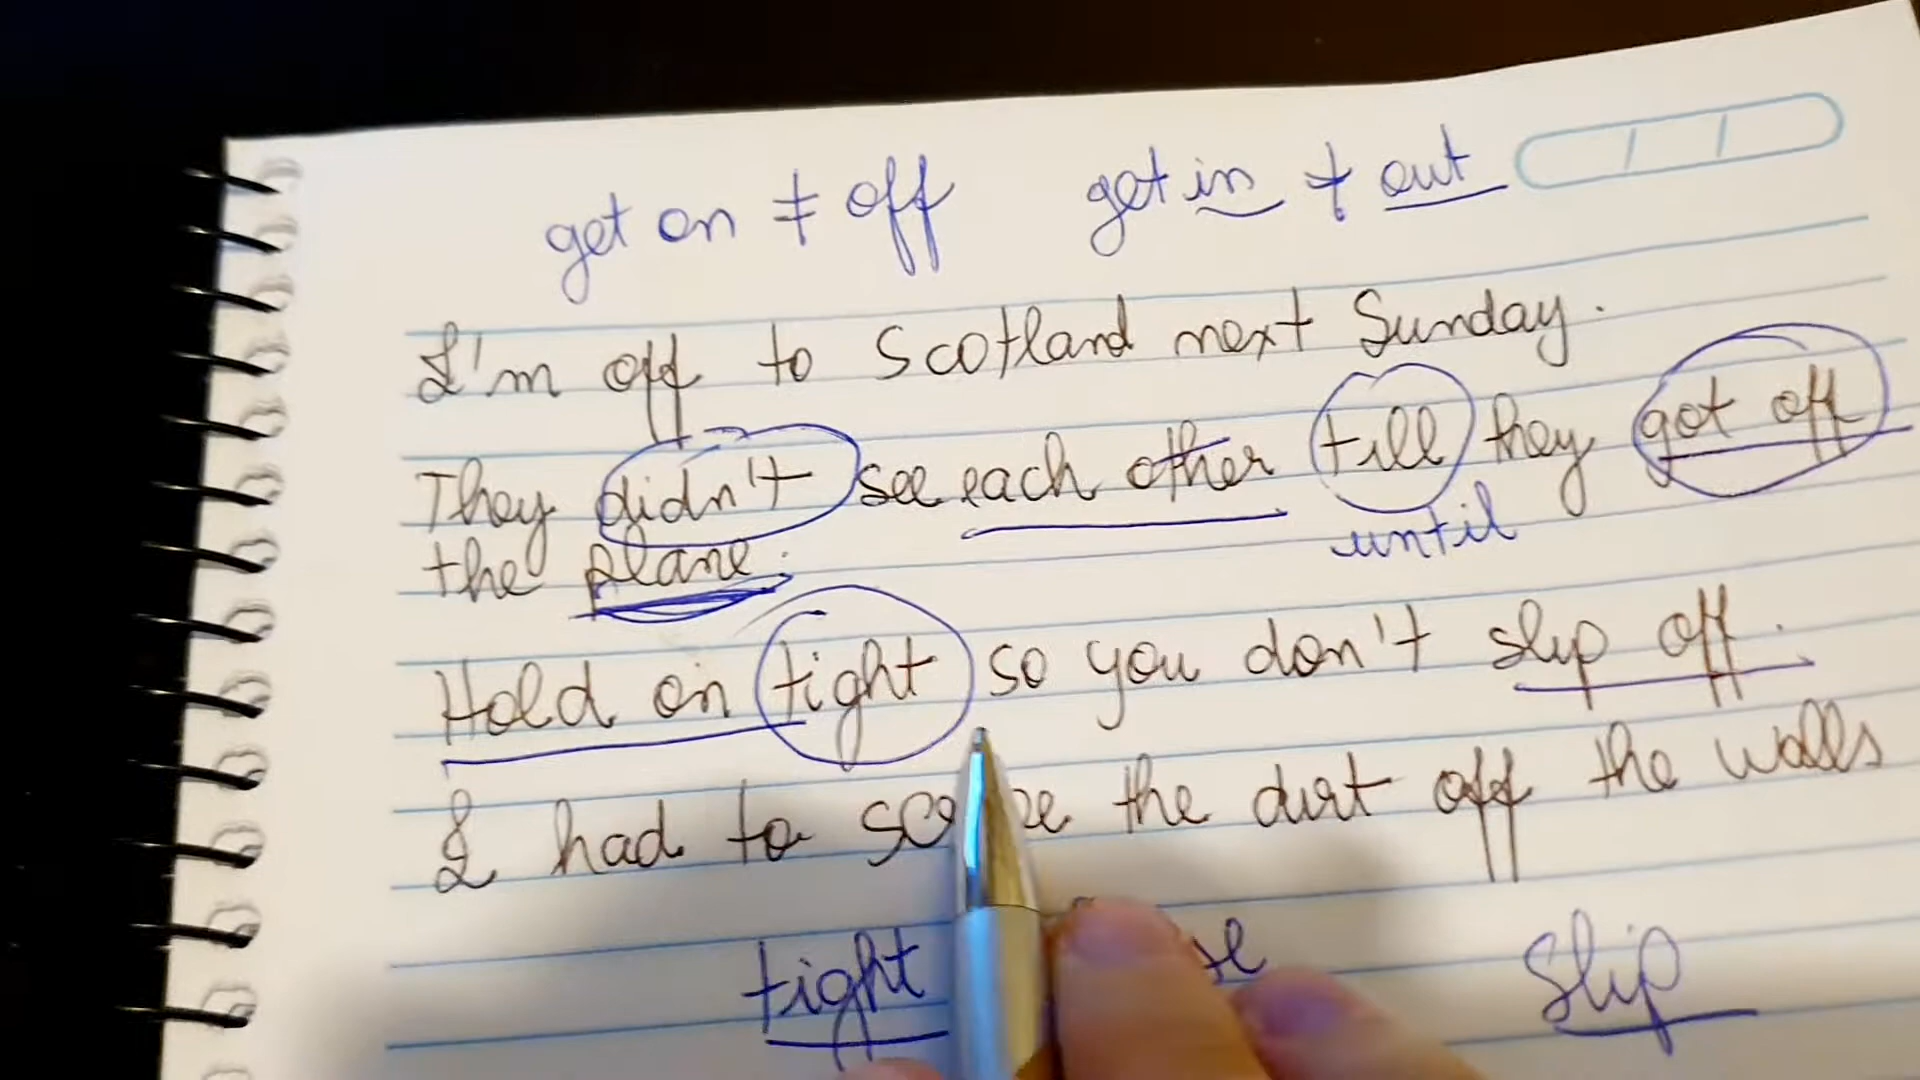 get on ≠ off get in ≠ out
I'm off to Scotland next Sunday.
They didn't see each other till they got off
until
the plane.
Hold on tight so you don't slip off.
I had to the dirt off the walls
tight slip